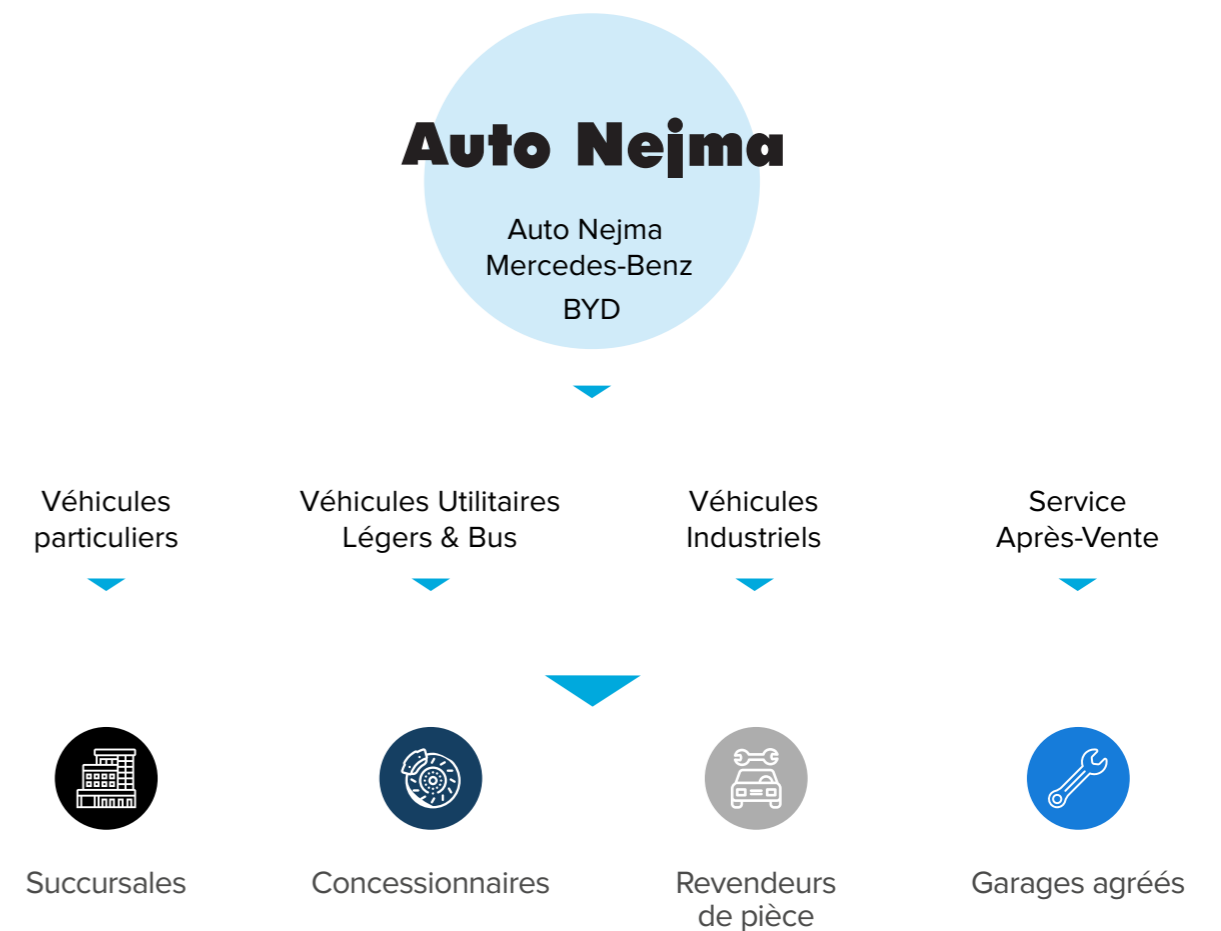 Auto Nejma
Auto Nejma
Mercedes-Benz
BYD
Véhicules
particuliers
Véhicules Utilitaires
Légers & Bus
Véhicules
Industriels
Service
Après-Vente
Succursales
Concessionnaires
Revendeurs
de pièce
Garages agréés